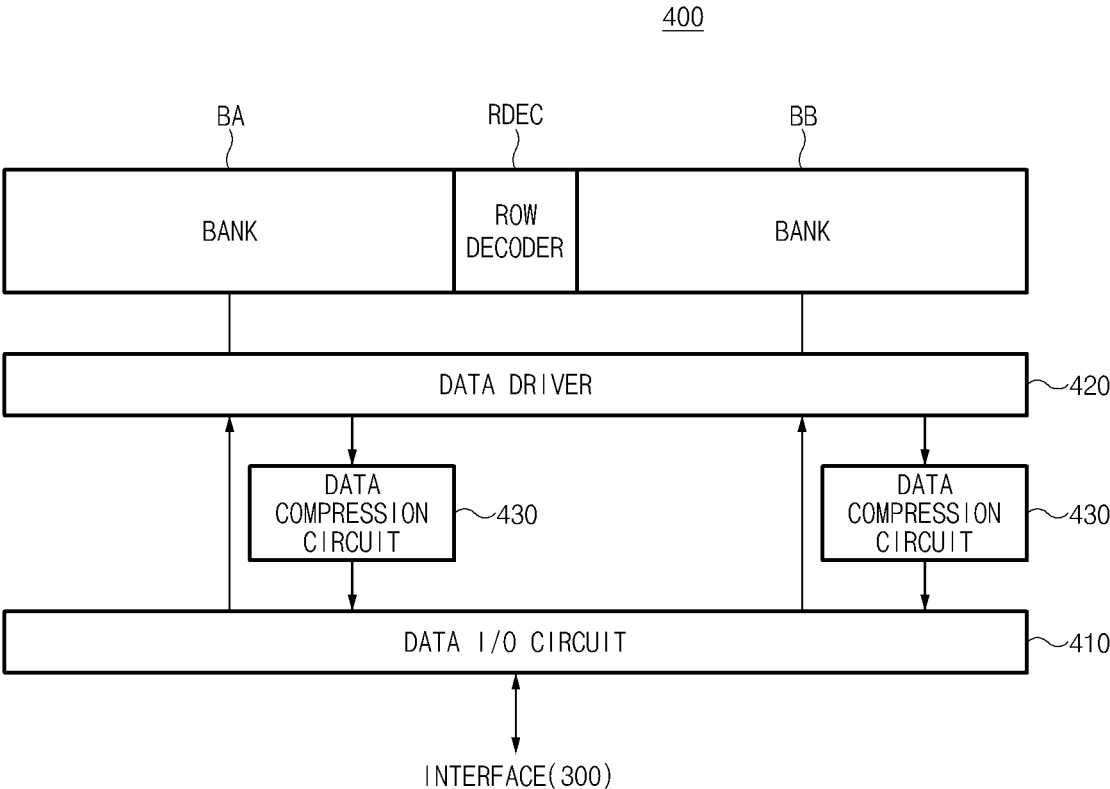 400
BA
RDEC
BB
BANK
ROW
DECODER
BANK
DATA DRIVER
420
DATA
COMPRESSION
CIRCUIT
430
DATA
COMPRESSION
CIRCUIT
430
DATA I/O CIRCUIT
410
INTERFACE(300)